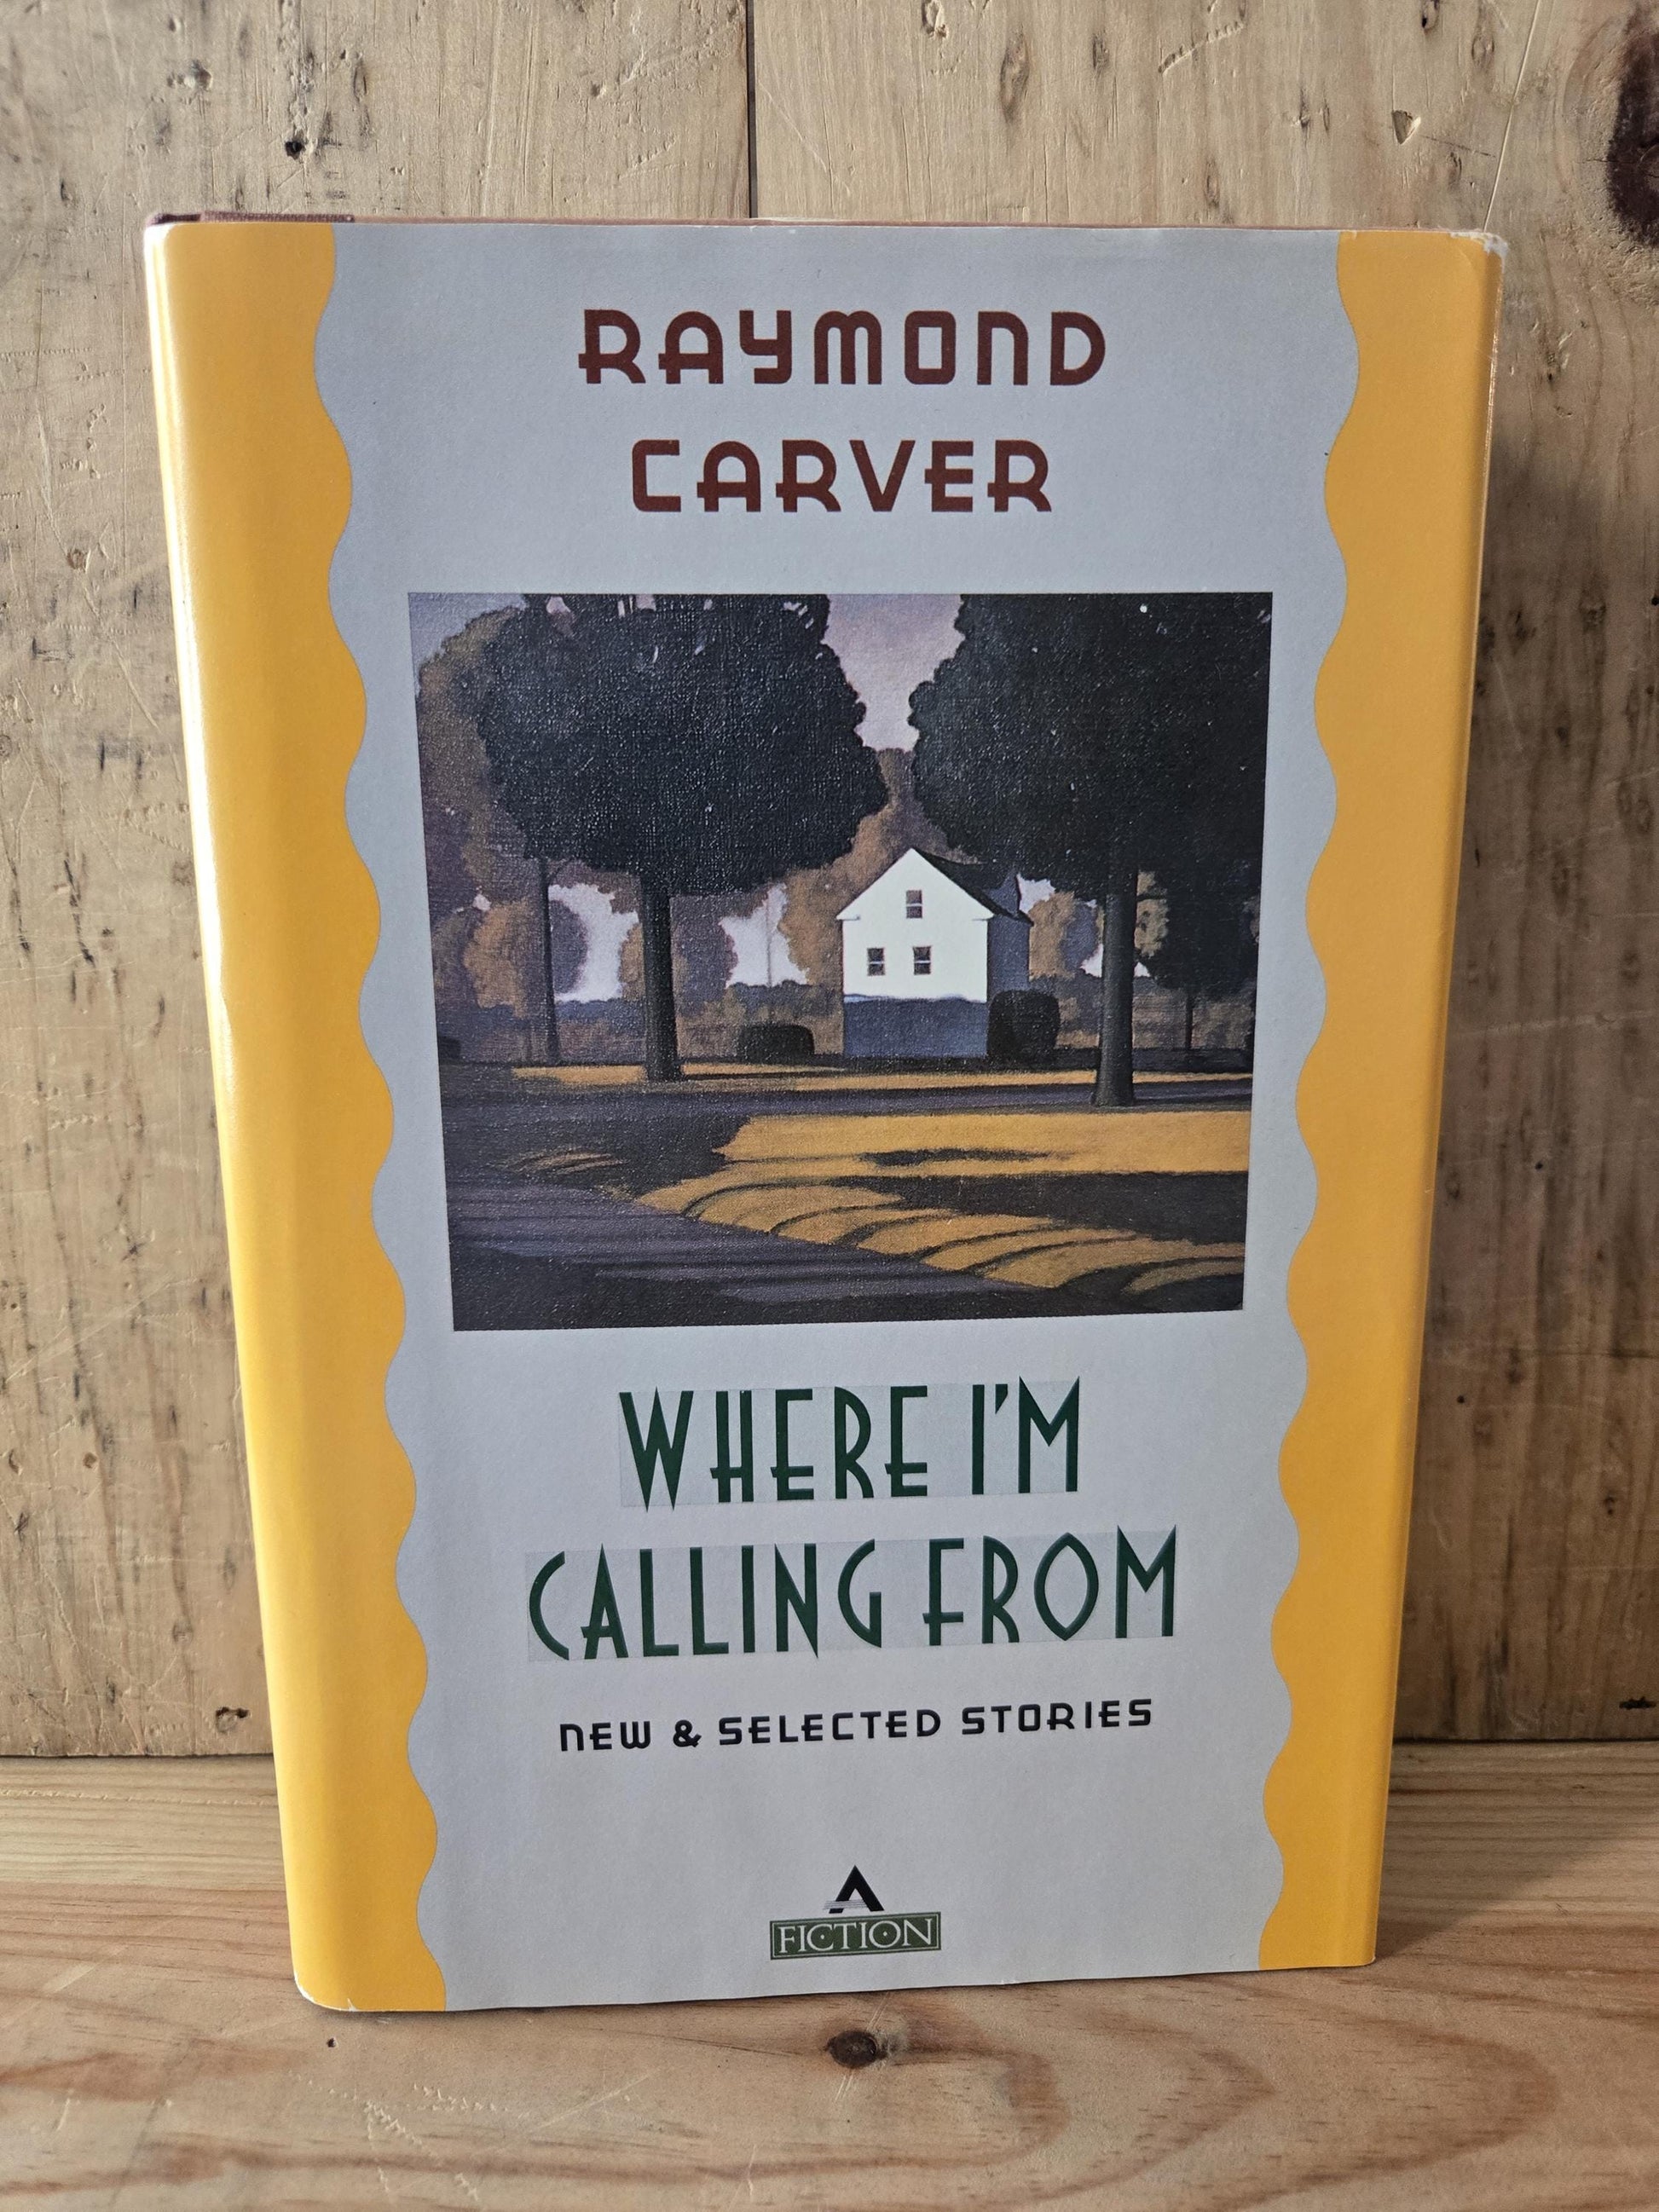 RAYMOND
CARVER
WHERE I'M
CALLING FROM
NEW & SELECTED STORIES
A
FICTION